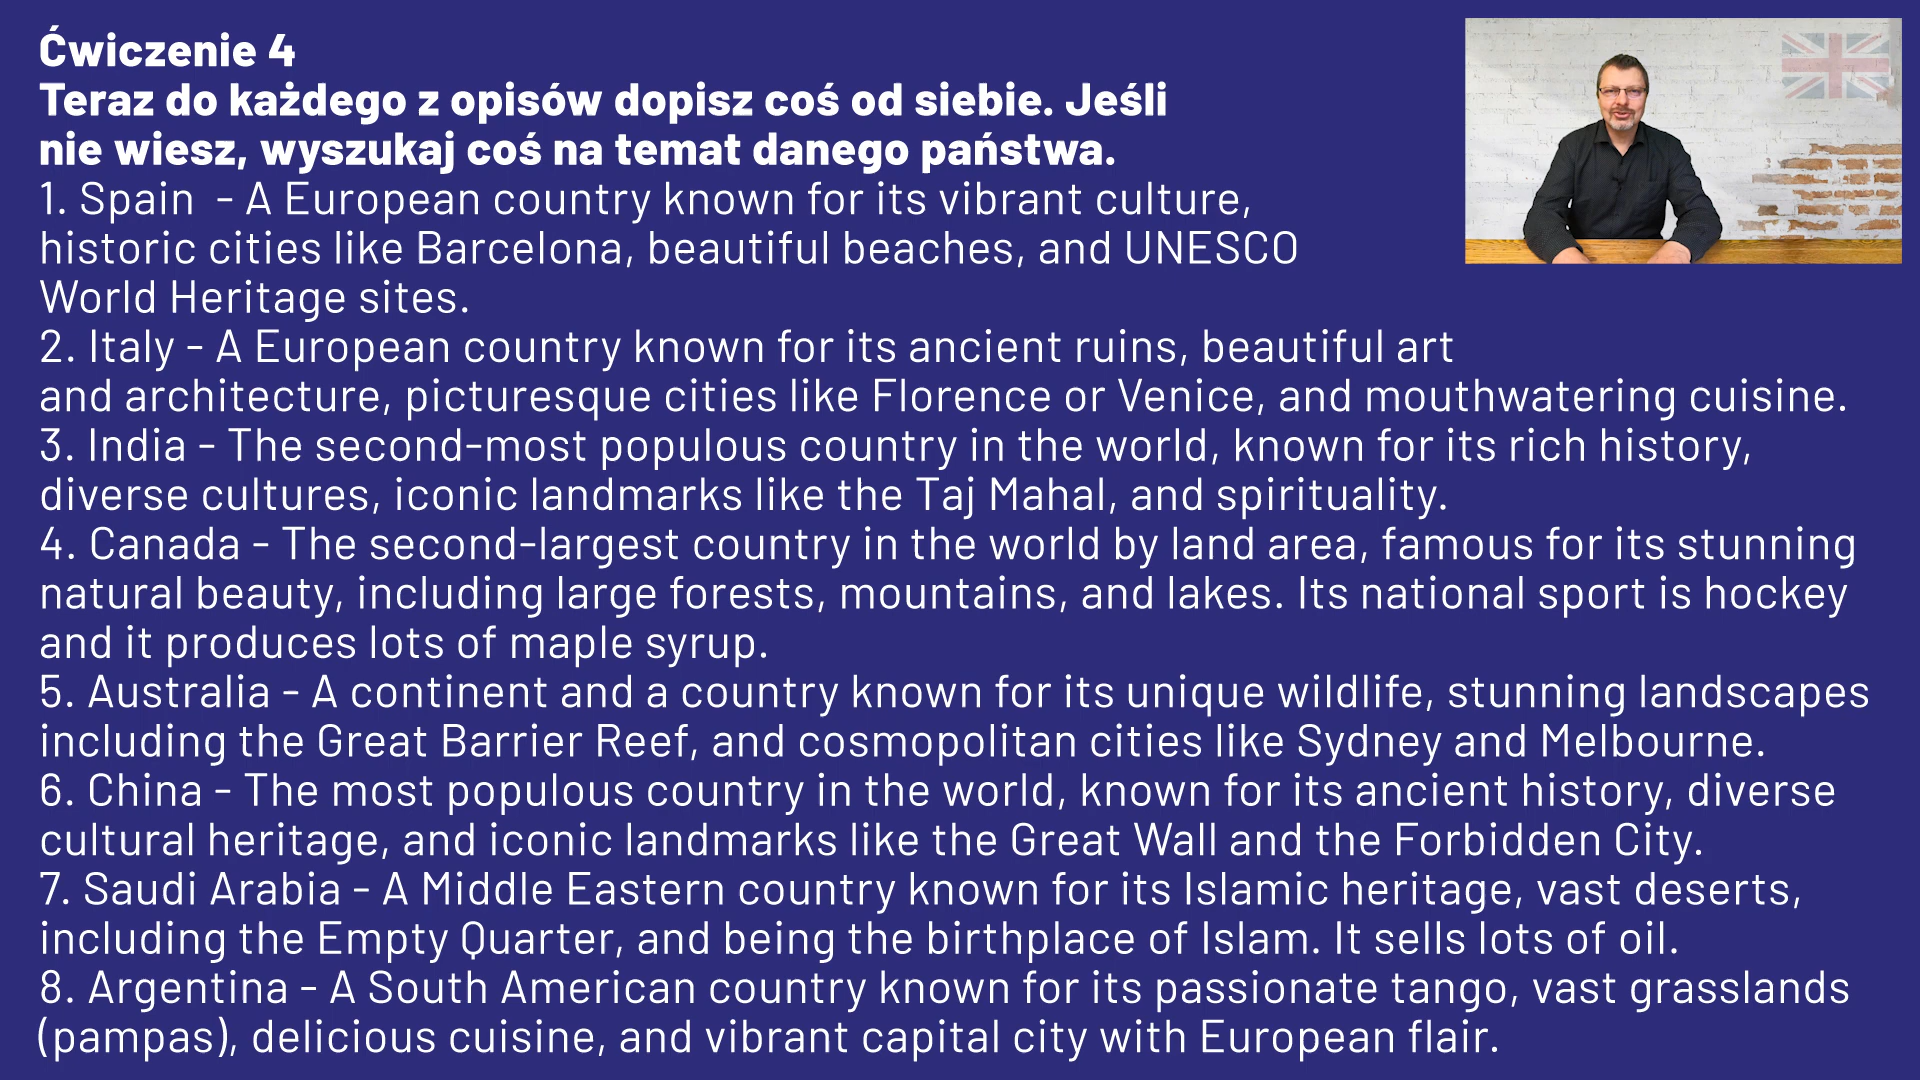 Ćwiczenie 4
Teraz do każdego z opisów dopisz coś od siebie. Jeśli
nie wiesz, wyszukaj coś na temat danego państwa.
1. Spain  - A European country known for its vibrant culture,
historic cities like Barcelona, beautiful beaches, and UNESCO
World Heritage sites.
2. Italy - A European country known for its ancient ruins, beautiful art
and architecture, picturesque cities like Florence or Venice, and mouthwatering cuisine.
3. India - The second-most populous country in the world, known for its rich history,
diverse cultures, iconic landmarks like the Taj Mahal, and spirituality.
4. Canada - The second-largest country in the world by land area, famous for its stunning
natural beauty, including large forests, mountains, and lakes. Its national sport is hockey
and it produces lots of maple syrup.
5. Australia - A continent and a country known for its unique wildlife, stunning landscapes
including the Great Barrier Reef, and cosmopolitan cities like Sydney and Melbourne.
6. China - The most populous country in the world, known for its ancient history, diverse
cultural heritage, and iconic landmarks like the Great Wall and the Forbidden City.
7. Saudi Arabia - A Middle Eastern country known for its Islamic heritage, vast deserts,
including the Empty Quarter, and being the birthplace of Islam. It sells lots of oil.
8. Argentina - A South American country known for its passionate tango, vast grasslands
(pampas), delicious cuisine, and vibrant capital city with European flair.